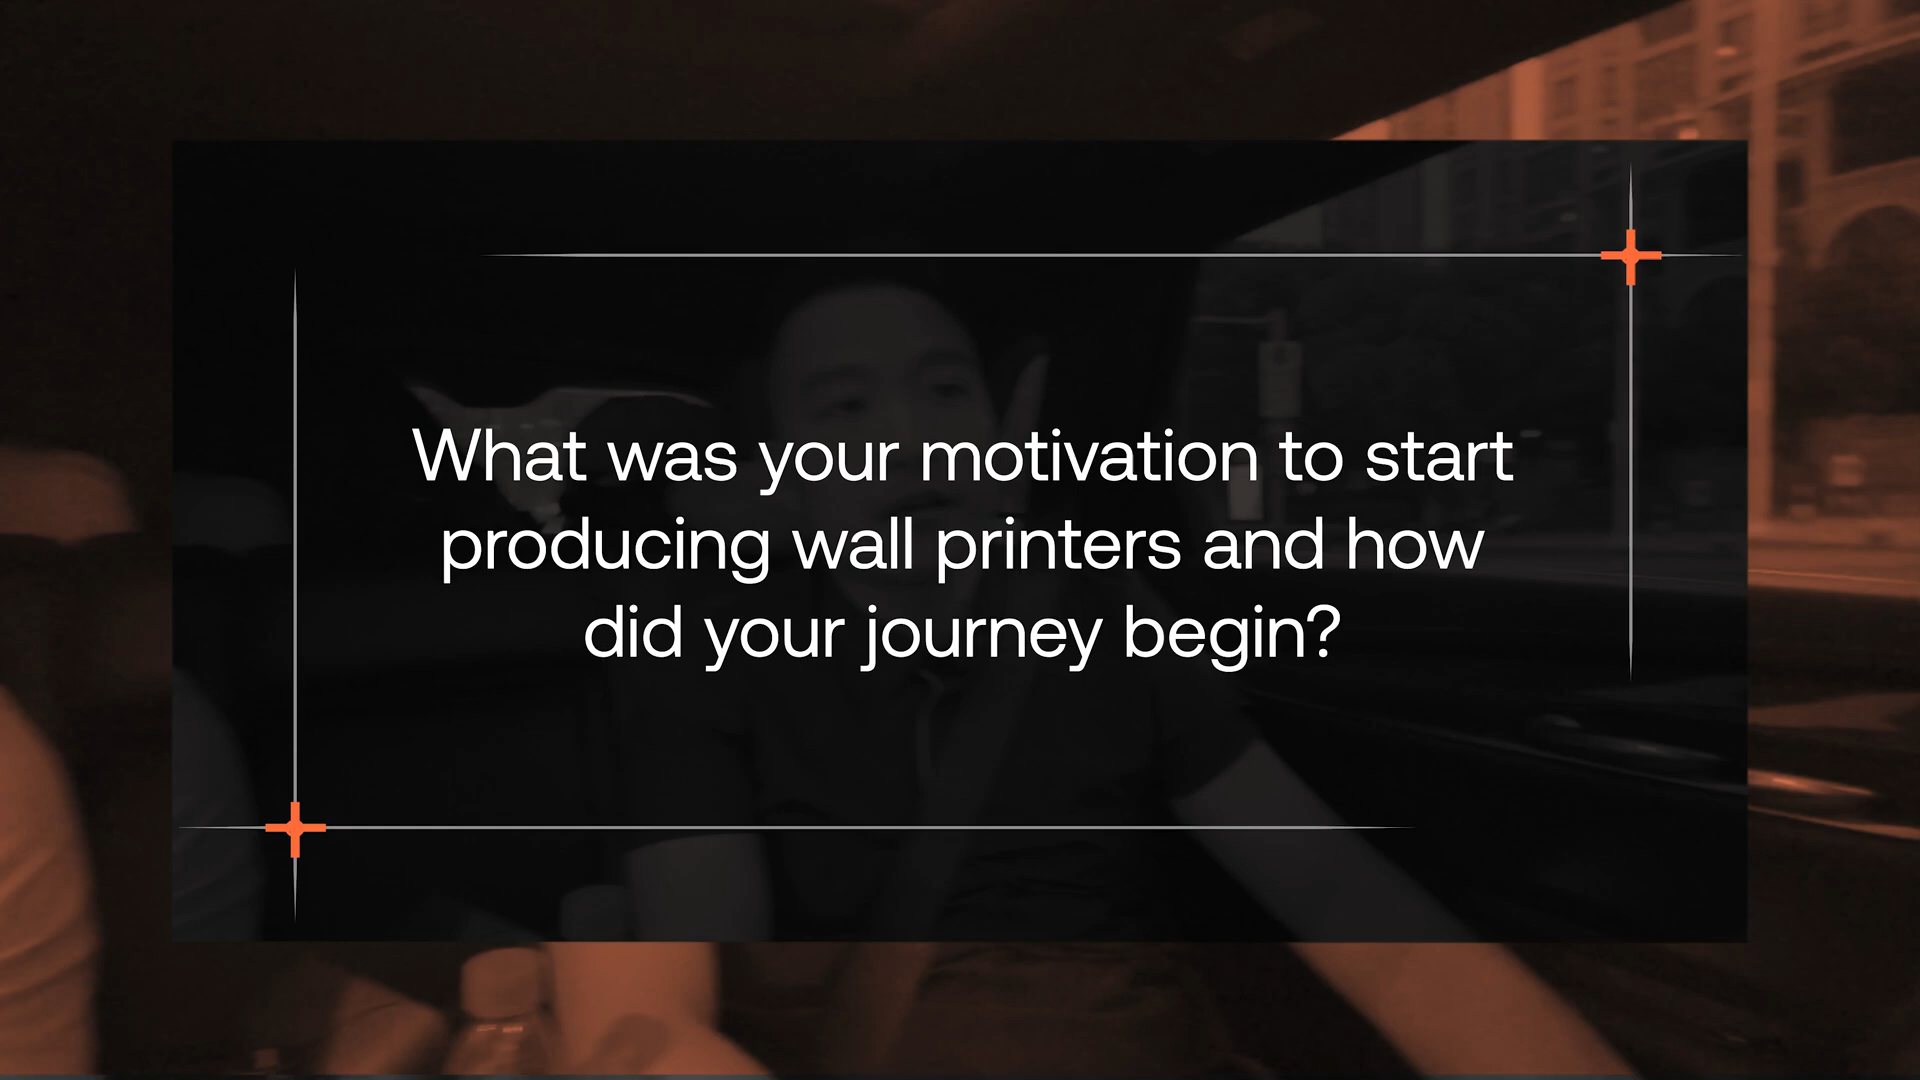 What was your motivation to start
producing wall printers and how
did your journey begin?